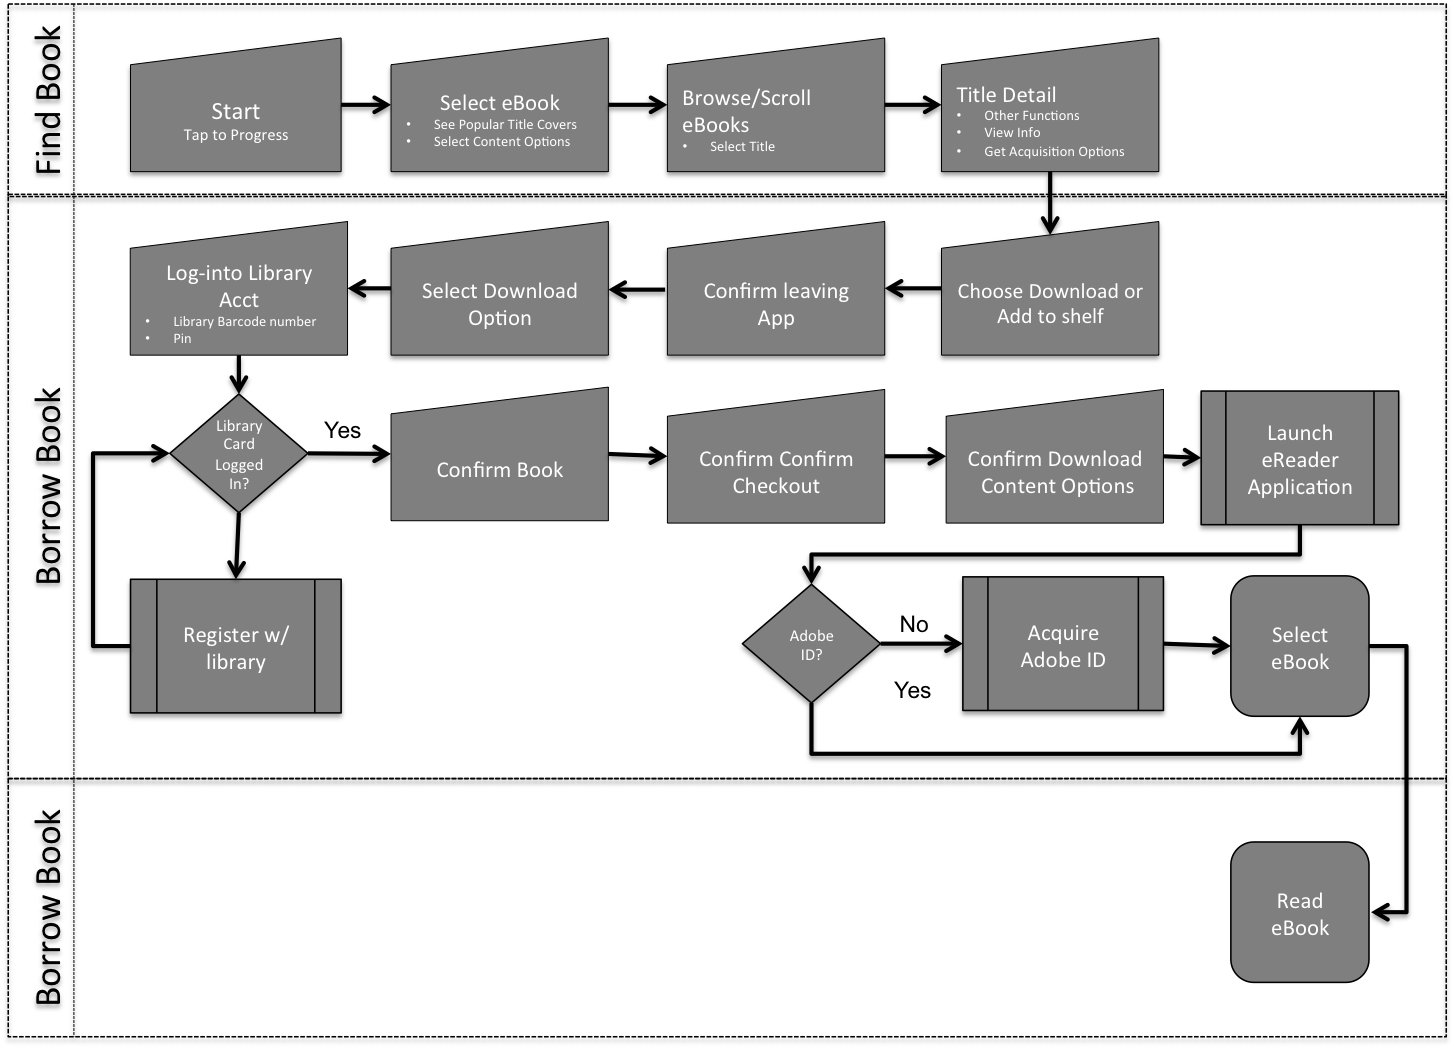 Find Book
Start
Tap to Progress
Select eBook
• See Popular Title Covers
• Select Content Options
Browse/Scroll
eBooks
• Select Title
Title Detail
• Other Functions
• View Info
• Get Acquisition Options
Borrow Book
Log-into Library
Acct
• Library Barcode number
• Pin
Select Download
Option
Confirm leaving
App
Choose Download or
Add to shelf
Library
Card
Logged
In?
Yes
Confirm Book
Confirm Confirm
Checkout
Confirm Download
Content Options
Launch
eReader
Application
Register w/
library
Adobe
ID?
No
Yes
Acquire
Adobe ID
Select
eBook
Borrow Book
Read
eBook